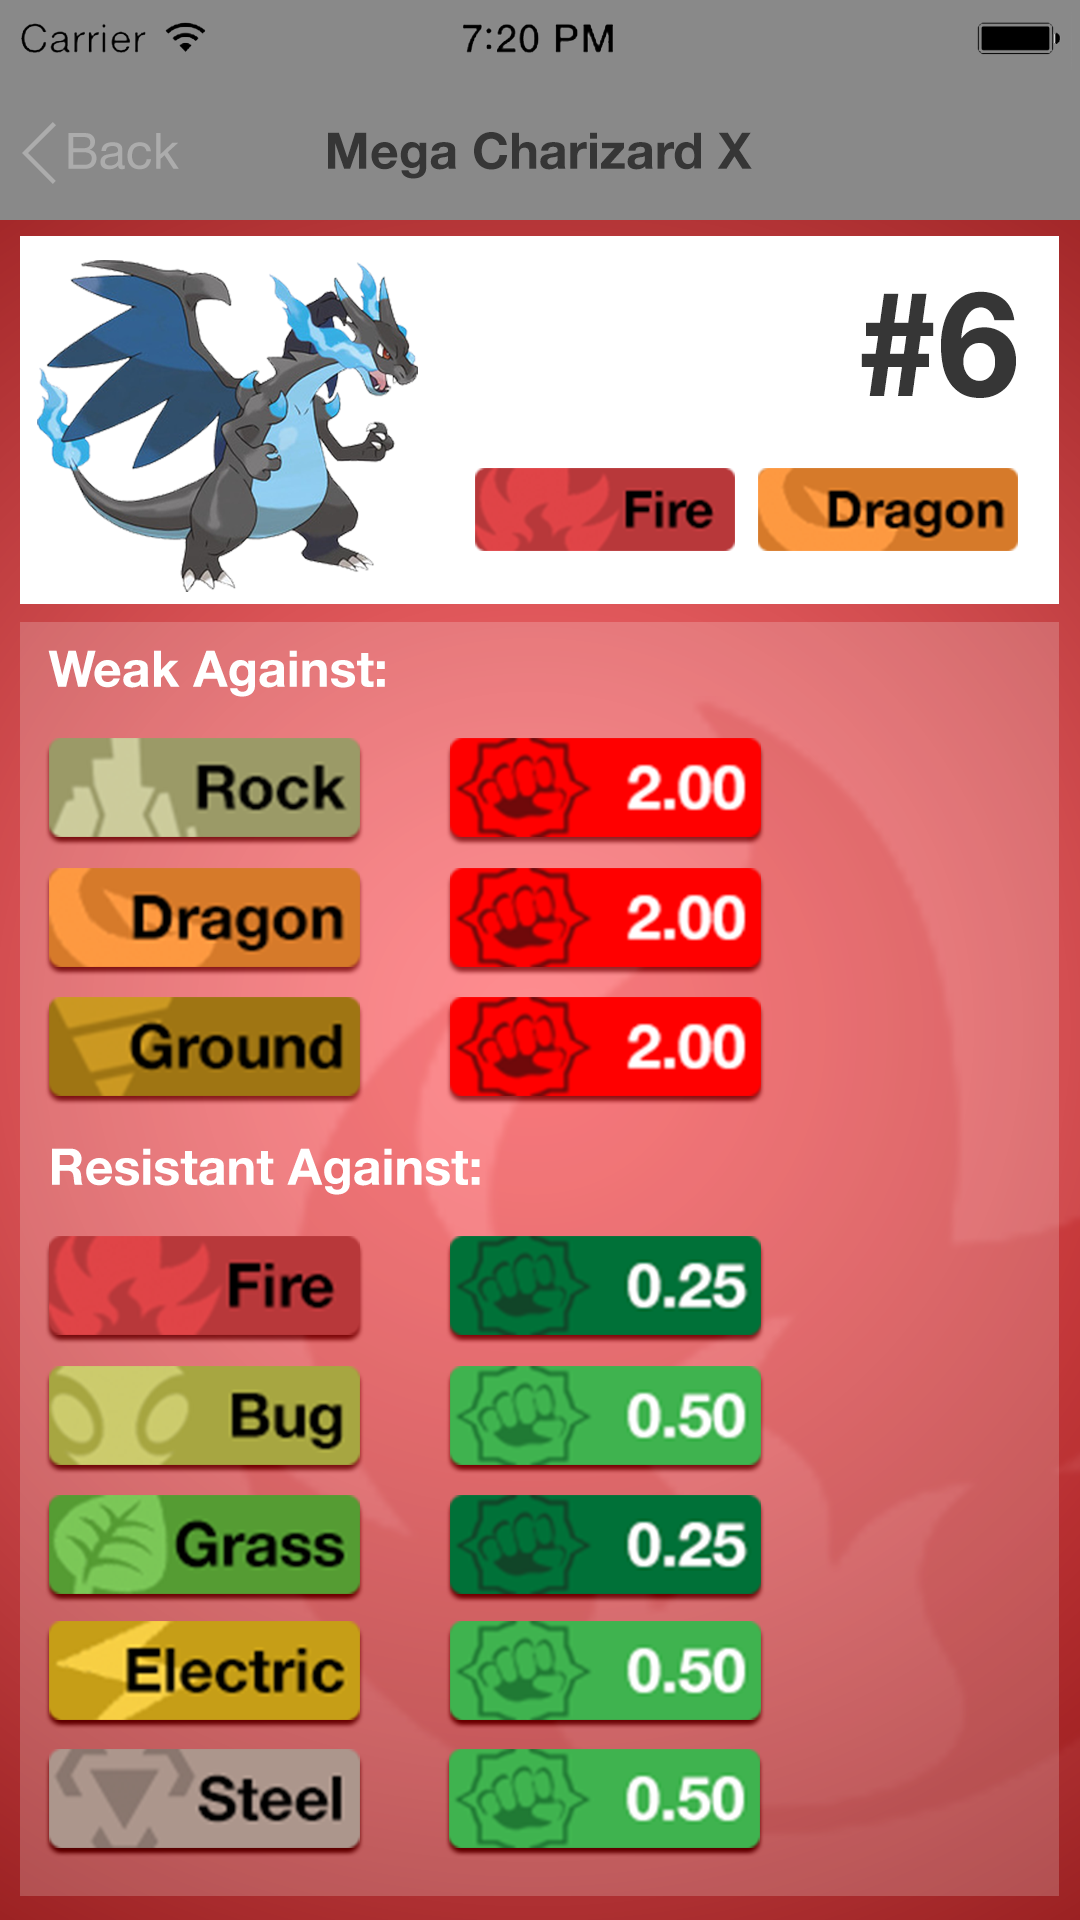 Carrier 7:20 PM
Back Mega Charizard X
#6
Fire Dragon
Weak Against:
Rock 2.00
Dragon 2.00
Ground 2.00
Resistant Against:
Fire 0.25
Bug 0.50
Grass 0.25
Electric 0.50
Steel 0.50